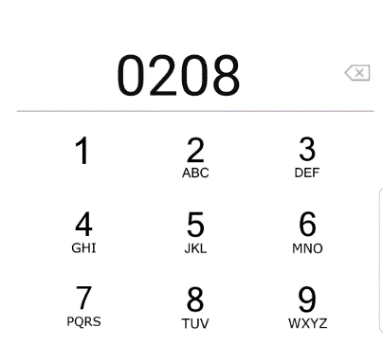 0208
1 2 3
ABC DEF
4 5 6
GHI JKL MNO
7 8 9
PQRS TUV WXYZ